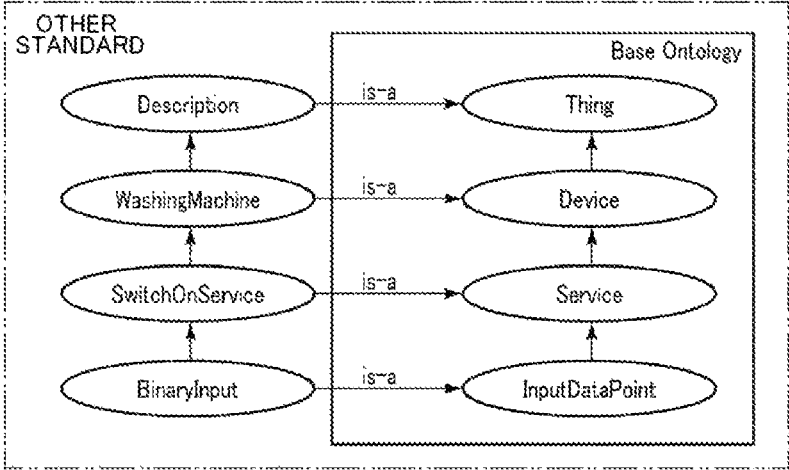 OTHER
STANDARD
Base Ontology
Description
is-a
Thing
WashingMachine
is-a
Device
SwitchOnService
is-a
Service
BinaryInput
is-a
InputDataPoint